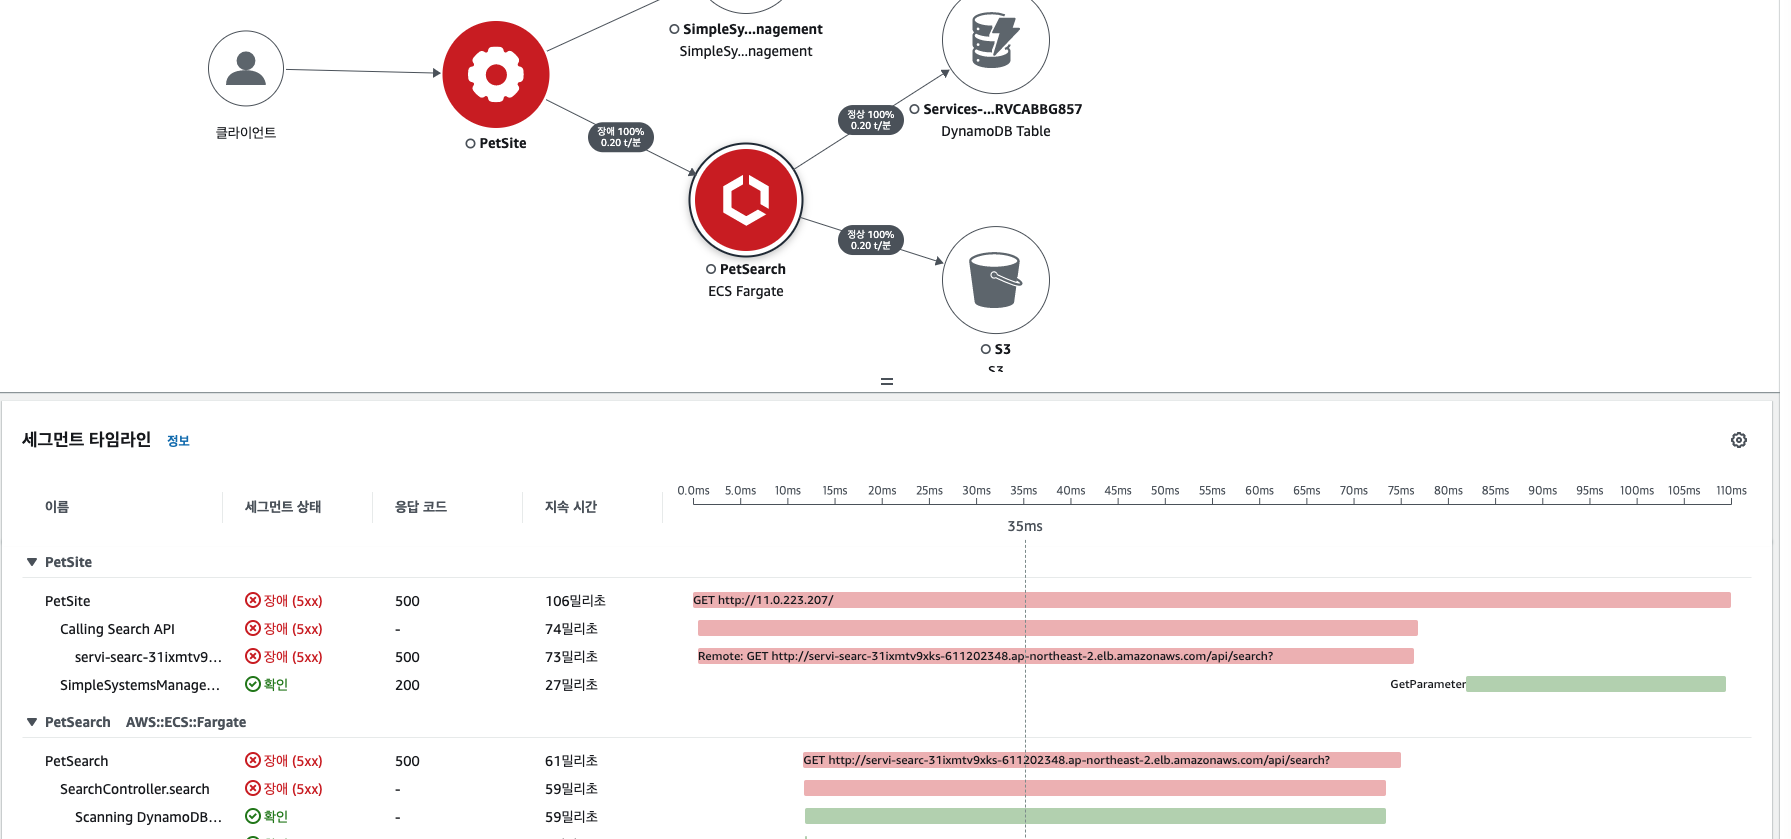 SimpleSy...nagement
SimpleSy...nagement
클라이언트
PetSite
장애 100%
0.20 t/분
정상 100%
0.20 t/분
Services-...RVCABBG857
DynamoDB Table
PetSearch
ECS Fargate
정상 100%
0.20 t/분
S3
S3
세그먼트 타임라인 정보
이름 세그먼트 상태 응답 코드 지속 시간 0.0ms 5.0ms 10ms 15ms 20ms 25ms 30ms 35ms 40ms 45ms 50ms 55ms 60ms 65ms 70ms 75ms 80ms 85ms 90ms 95ms 100ms 105ms 110ms
35ms
PetSite
PetSite 장애 (5xx) 500 106밀리초 GET http://11.0.223.207/
Calling Search API 장애 (5xx) - 74밀리초
servi-searc-31ixmtv9... 장애 (5xx) 500 73밀리초 Remote: GET http://servi-searc-31ixmtv9xks-611202348.ap-northeast-2.elb.amazonaws.com/api/search?
SimpleSystemsManage... 확인 200 27밀리초 GetParameter
PetSearch AWS::ECS::Fargate
PetSearch 장애 (5xx) 500 61밀리초 GET http://servi-searc-31ixmtv9xks-611202348.ap-northeast-2.elb.amazonaws.com/api/search?
SearchController.search 장애 (5xx) - 59밀리초
Scanning DynamoDB... 확인 - 59밀리초